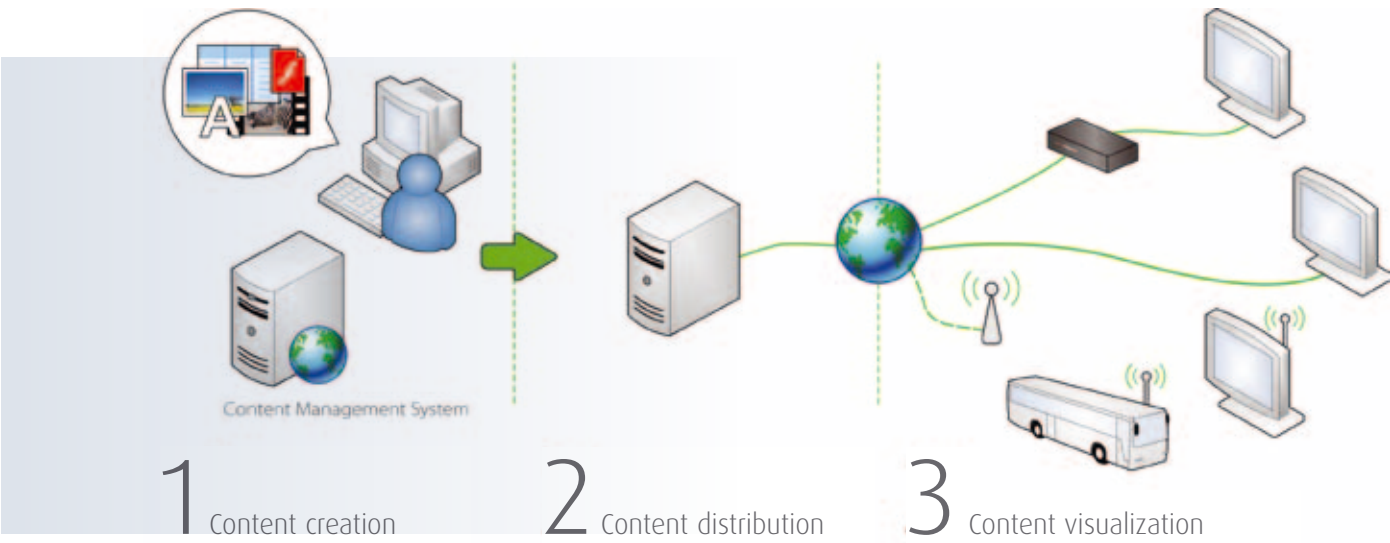 A
Content Management System
1 Content creation
2 Content distribution
3 Content visualization